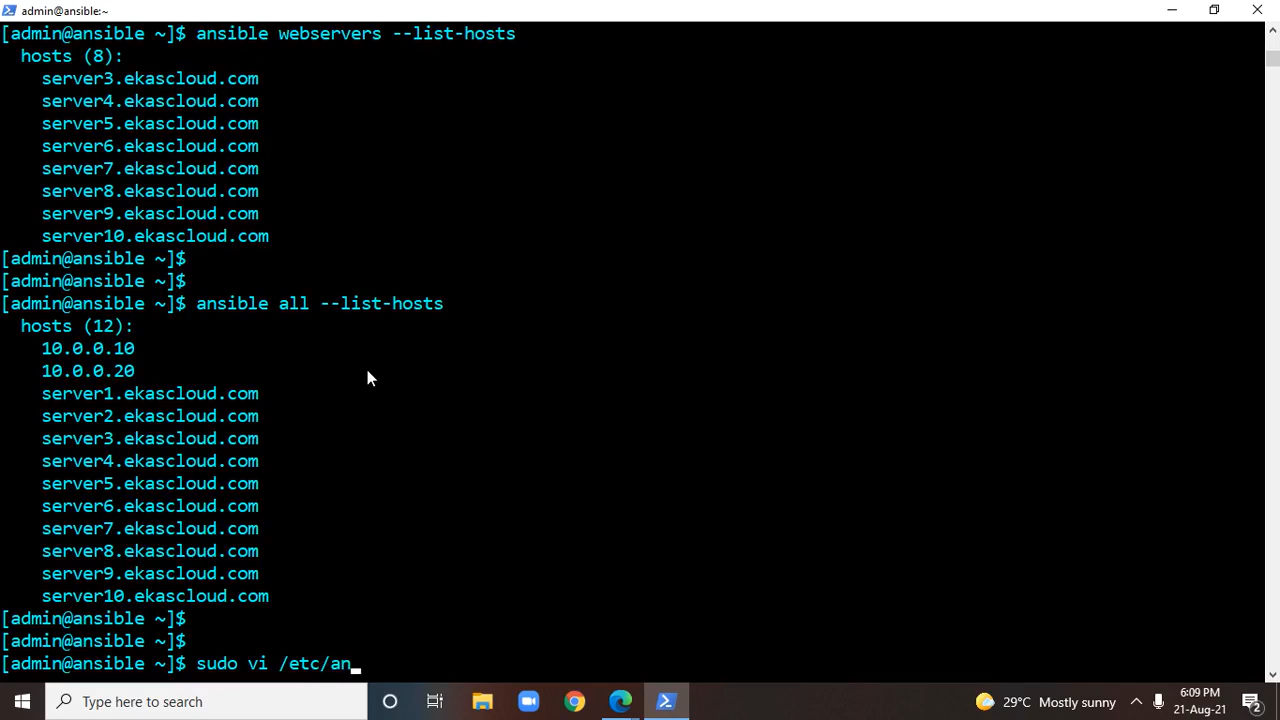 admin@ansible:~
[admin@ansible ~]$ ansible webservers --list-hosts
  hosts (8):
    server3.ekascloud.com
    server4.ekascloud.com
    server5.ekascloud.com
    server6.ekascloud.com
    server7.ekascloud.com
    server8.ekascloud.com
    server9.ekascloud.com
    server10.ekascloud.com
[admin@ansible ~]$
[admin@ansible ~]$
[admin@ansible ~]$ ansible all --list-hosts
  hosts (12):
    10.0.0.10
    10.0.0.20
    server1.ekascloud.com
    server2.ekascloud.com
    server3.ekascloud.com
    server4.ekascloud.com
    server5.ekascloud.com
    server6.ekascloud.com
    server7.ekascloud.com
    server8.ekascloud.com
    server9.ekascloud.com
    server10.ekascloud.com
[admin@ansible ~]$
[admin@ansible ~]$
[admin@ansible ~]$ sudo vi /etc/an
Type here to search
29°C Mostly sunny
6:09 PM
21-Aug-21
2